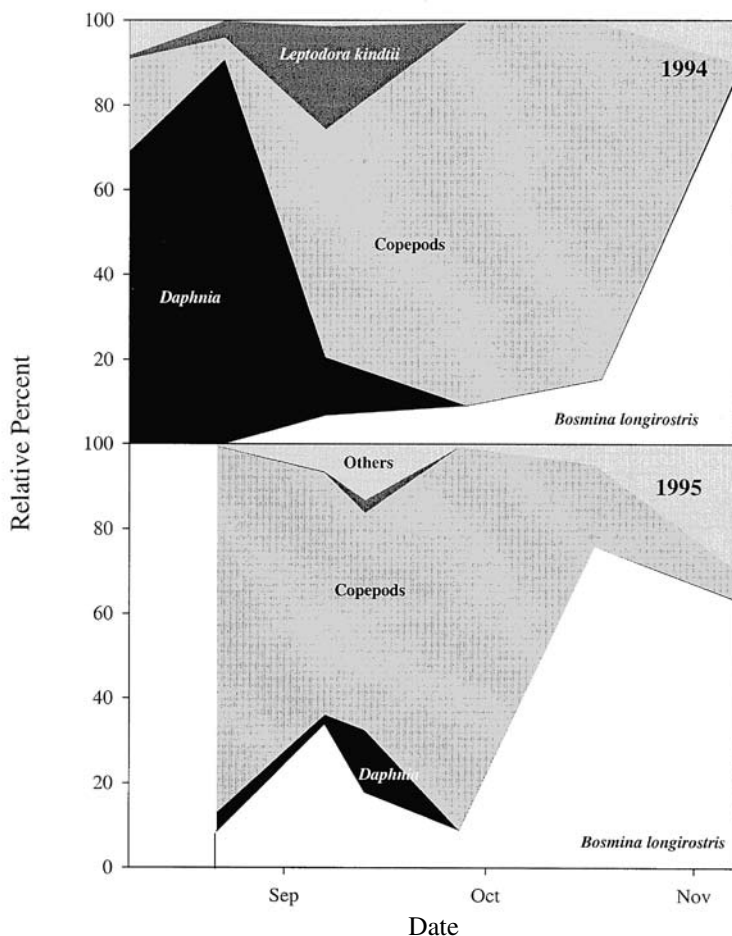 100
Leptodora kindtii
1994
80
60
Copepods
40
Daphnia
20
Bosmina longirostris
Relative Percent
100
Others
1995
80
Copepods
60
40
Daphnia
20
Bosmina longirostris
0
Sep Oct Nov
Date